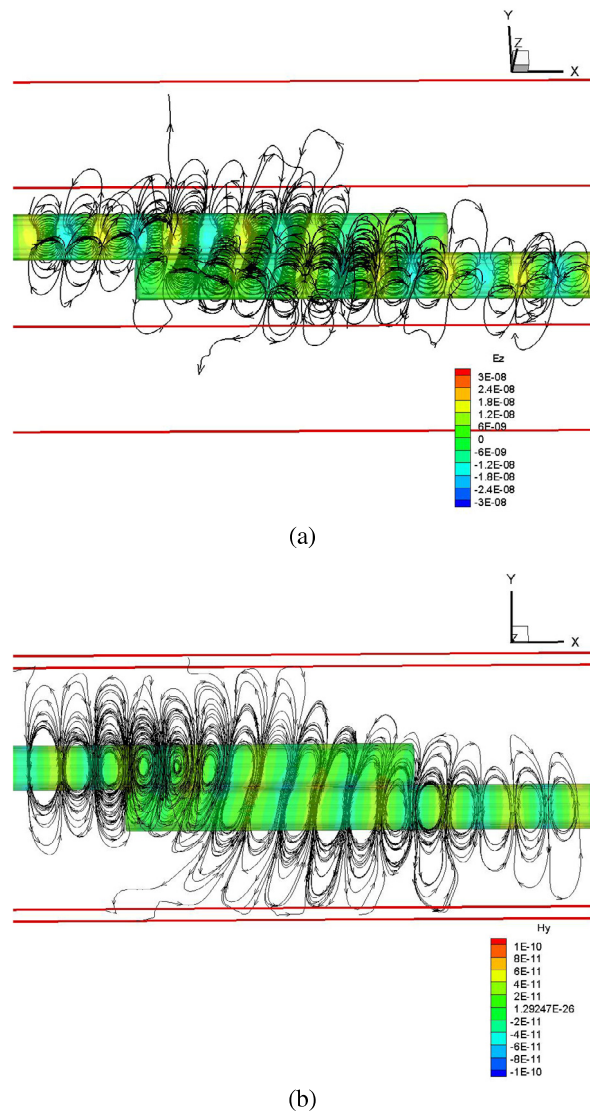 Y
Z
X
Ez
3E-08
2.4E-08
1.8E-08
1.2E-08
6E-09
0
-6E-09
-1.2E-08
-1.8E-08
-2.4E-08
-3E-08
(a)
Y
Z
X
Hy
1E-10
8E-11
6E-11
4E-11
2E-11
1.29247E-26
-2E-11
-4E-11
-6E-11
-8E-11
-1E-10
(b)